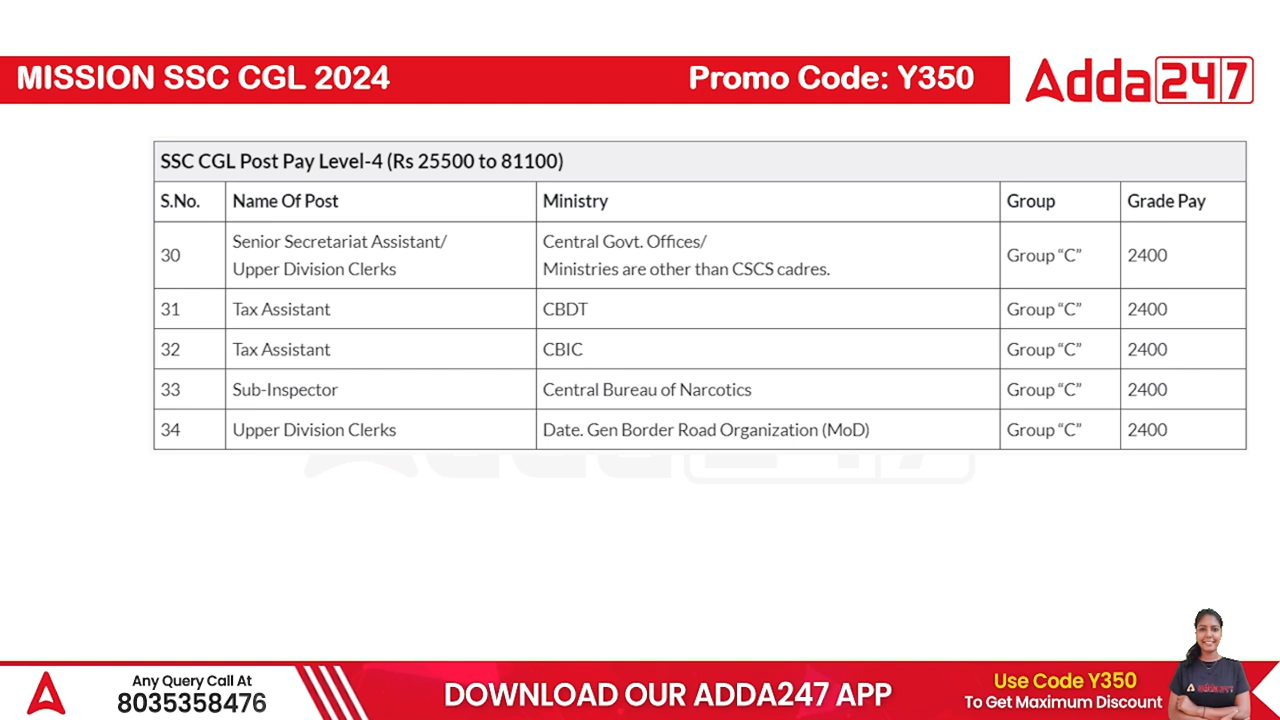 MISSION SSC CGL 2024
Promo Code: Y350
Adda247
SSC CGL Post Pay Level-4 (Rs 25500 to 81100)
S.No. Name Of Post Ministry Group Grade Pay
30 Senior Secretariat Assistant/ Central Govt. Offices/ Group “C” 2400
Upper Division Clerks Ministries are other than CSCS cadres.
31 Tax Assistant CBDT Group “C” 2400
32 Tax Assistant CBIC Group “C” 2400
33 Sub-Inspector Central Bureau of Narcotics Group “C” 2400
34 Upper Division Clerks Date. Gen Border Road Organization (MoD) Group “C” 2400
Any Query Call At
8035358476
DOWNLOAD OUR ADDA247 APP
Use Code Y350
To Get Maximum Discount